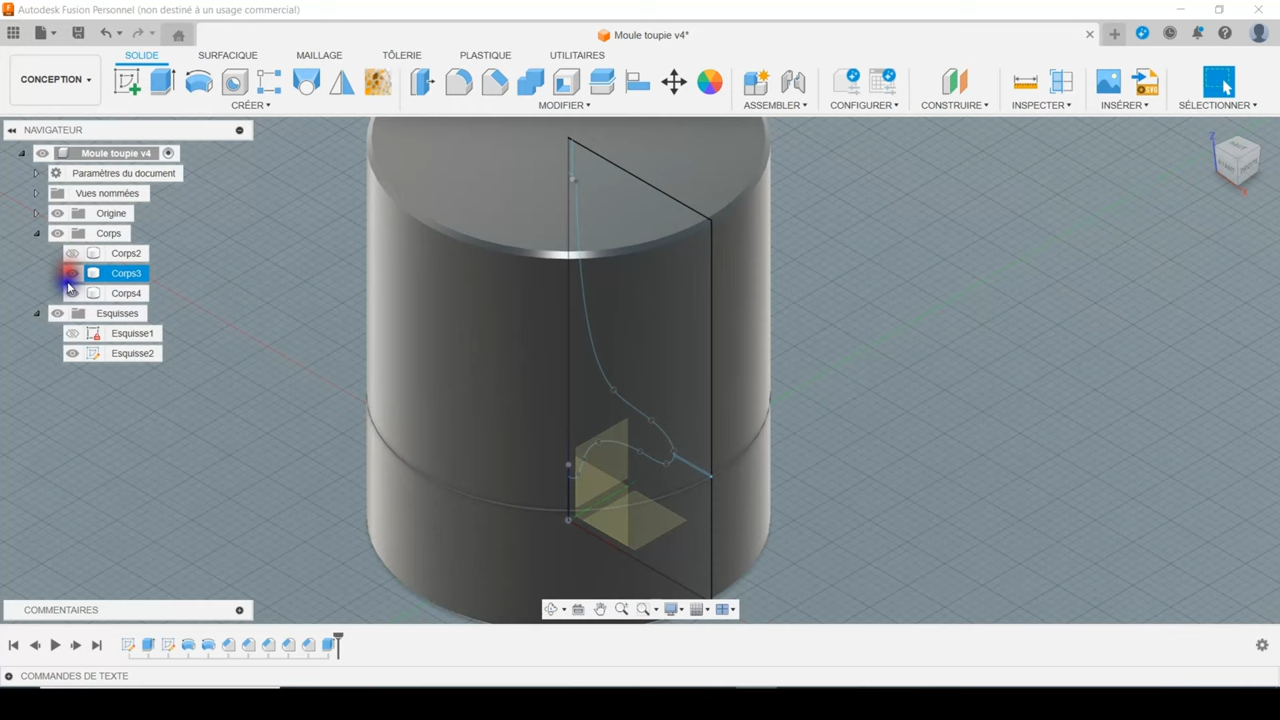 Autodesk Fusion Personnel (non destiné à un usage commercial)
Moule toupie v4*
CONCEPTION
SOLIDE SURFACIQUE MAILLAGE TÔLERIE PLASTIQUE UTILITAIRES
CRÉER MODIFIER ASSEMBLER CONFIGURER CONSTRUIRE INSPECTER INSÉRER SÉLECTIONNER
NAVIGATEUR
Moule toupie v4
Paramètres du document
Vues nommées
Origine
Corps
Corps2
Corps3
Corps4
Esquisses
Esquisse1
Esquisse2
Z
COMMENTAIRES
COMMANDES DE TEXTE